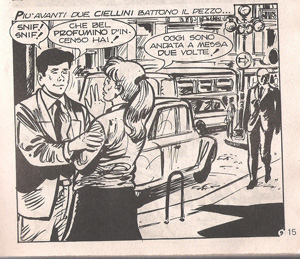 PIU' AVANTI DUE CIELLINI BATTONO IL PEZZO...
SNIF!
SNIF!
CHE BEL
PROFUMINO D'IN-
CENSO HAI!
OGGI SONO
ANDATA A MESSA
DUE VOLTE!
15